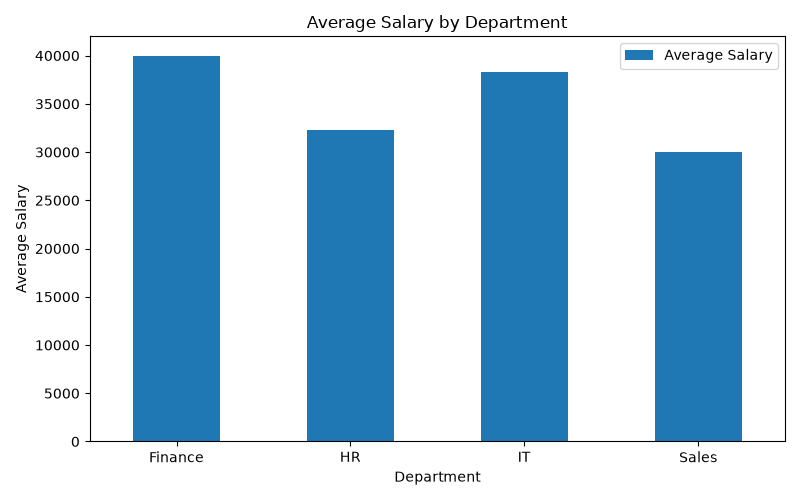 Average Salary by Department
Average Salary
40000
35000
30000
25000
20000
15000
10000
5000
0
Average Salary
Finance
HR
IT
Sales
Department